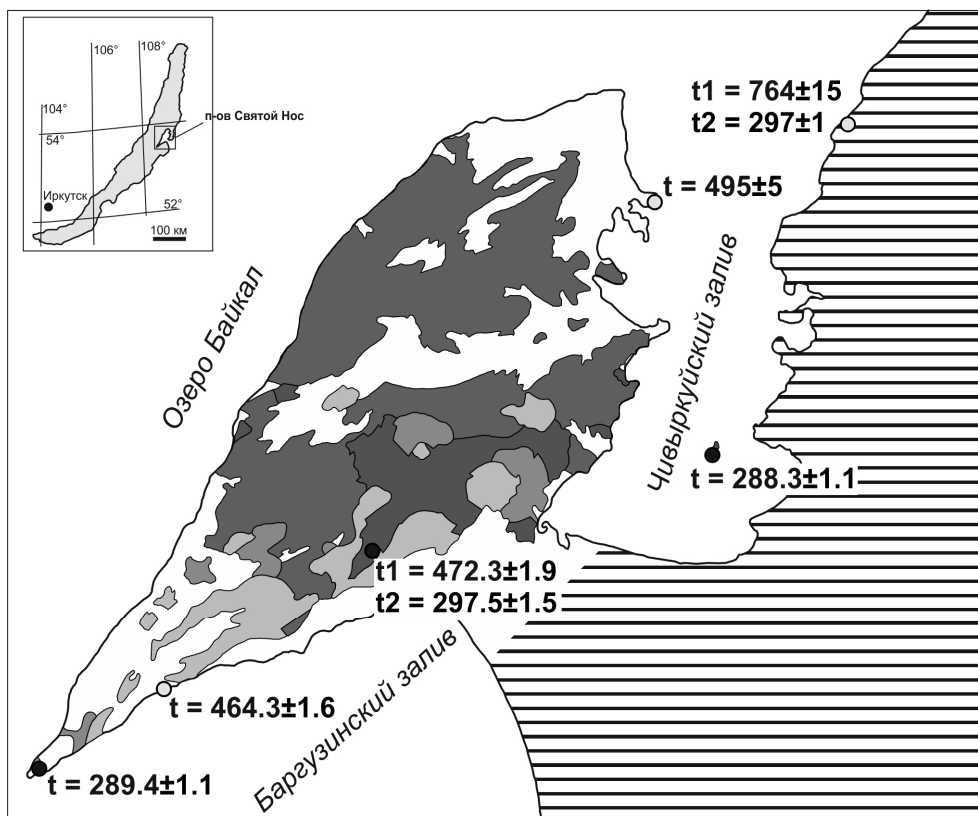 106°
108°
104°
54°
п-ов Святой Нос
Иркутск
52°
100 км
t1 = 764±15
t2 = 297±1
t = 495±5
Озеро Байкал
Чивыркуйский залив
t = 288.3±1.1
t1 = 472.3±1.9
t2 = 297.5±1.5
t = 464.3±1.6
Баргузинский залив
t = 289.4±1.1